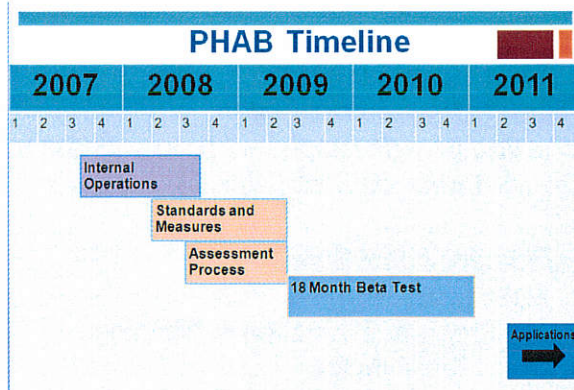 PHAB Timeline
2007 2008 2009 2010 2011
1 2 3 4 1 2 3 4 1 2 3 4 1 2 3 4 1 2 3 4
Internal
Operations
Standards and
Measures
Assessment
Process
18 Month Beta Test
Applications